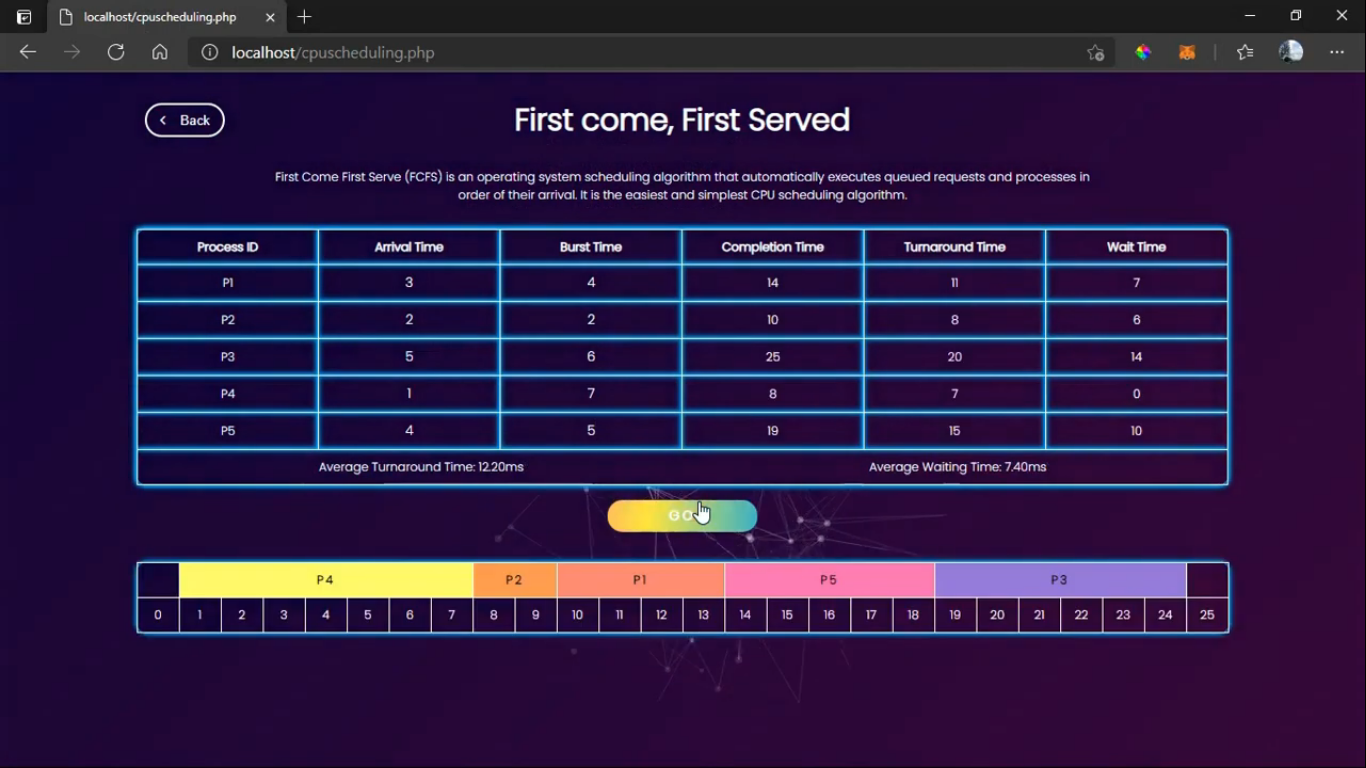 localhost/cpuscheduling.php
localhost/cpuscheduling.php
Back
First come, First Served
First Come First Serve (FCFS) is an operating system scheduling algorithm that automatically executes queued requests and processes in
order of their arrival. It is the easiest and simplest CPU scheduling algorithm.
Process ID Arrival Time Burst Time Completion Time Turnaround Time Wait Time
P1 3 4 14 11 7
P2 2 2 10 8 6
P3 5 6 25 20 14
P4 1 7 8 7 0
P5 4 5 19 15 10
Average Turnaround Time: 12.20ms Average Waiting Time: 7.40ms
GO
P4 P2 P1 P5 P3
0 1 2 3 4 5 6 7 8 9 10 11 12 13 14 15 16 17 18 19 20 21 22 23 24 25